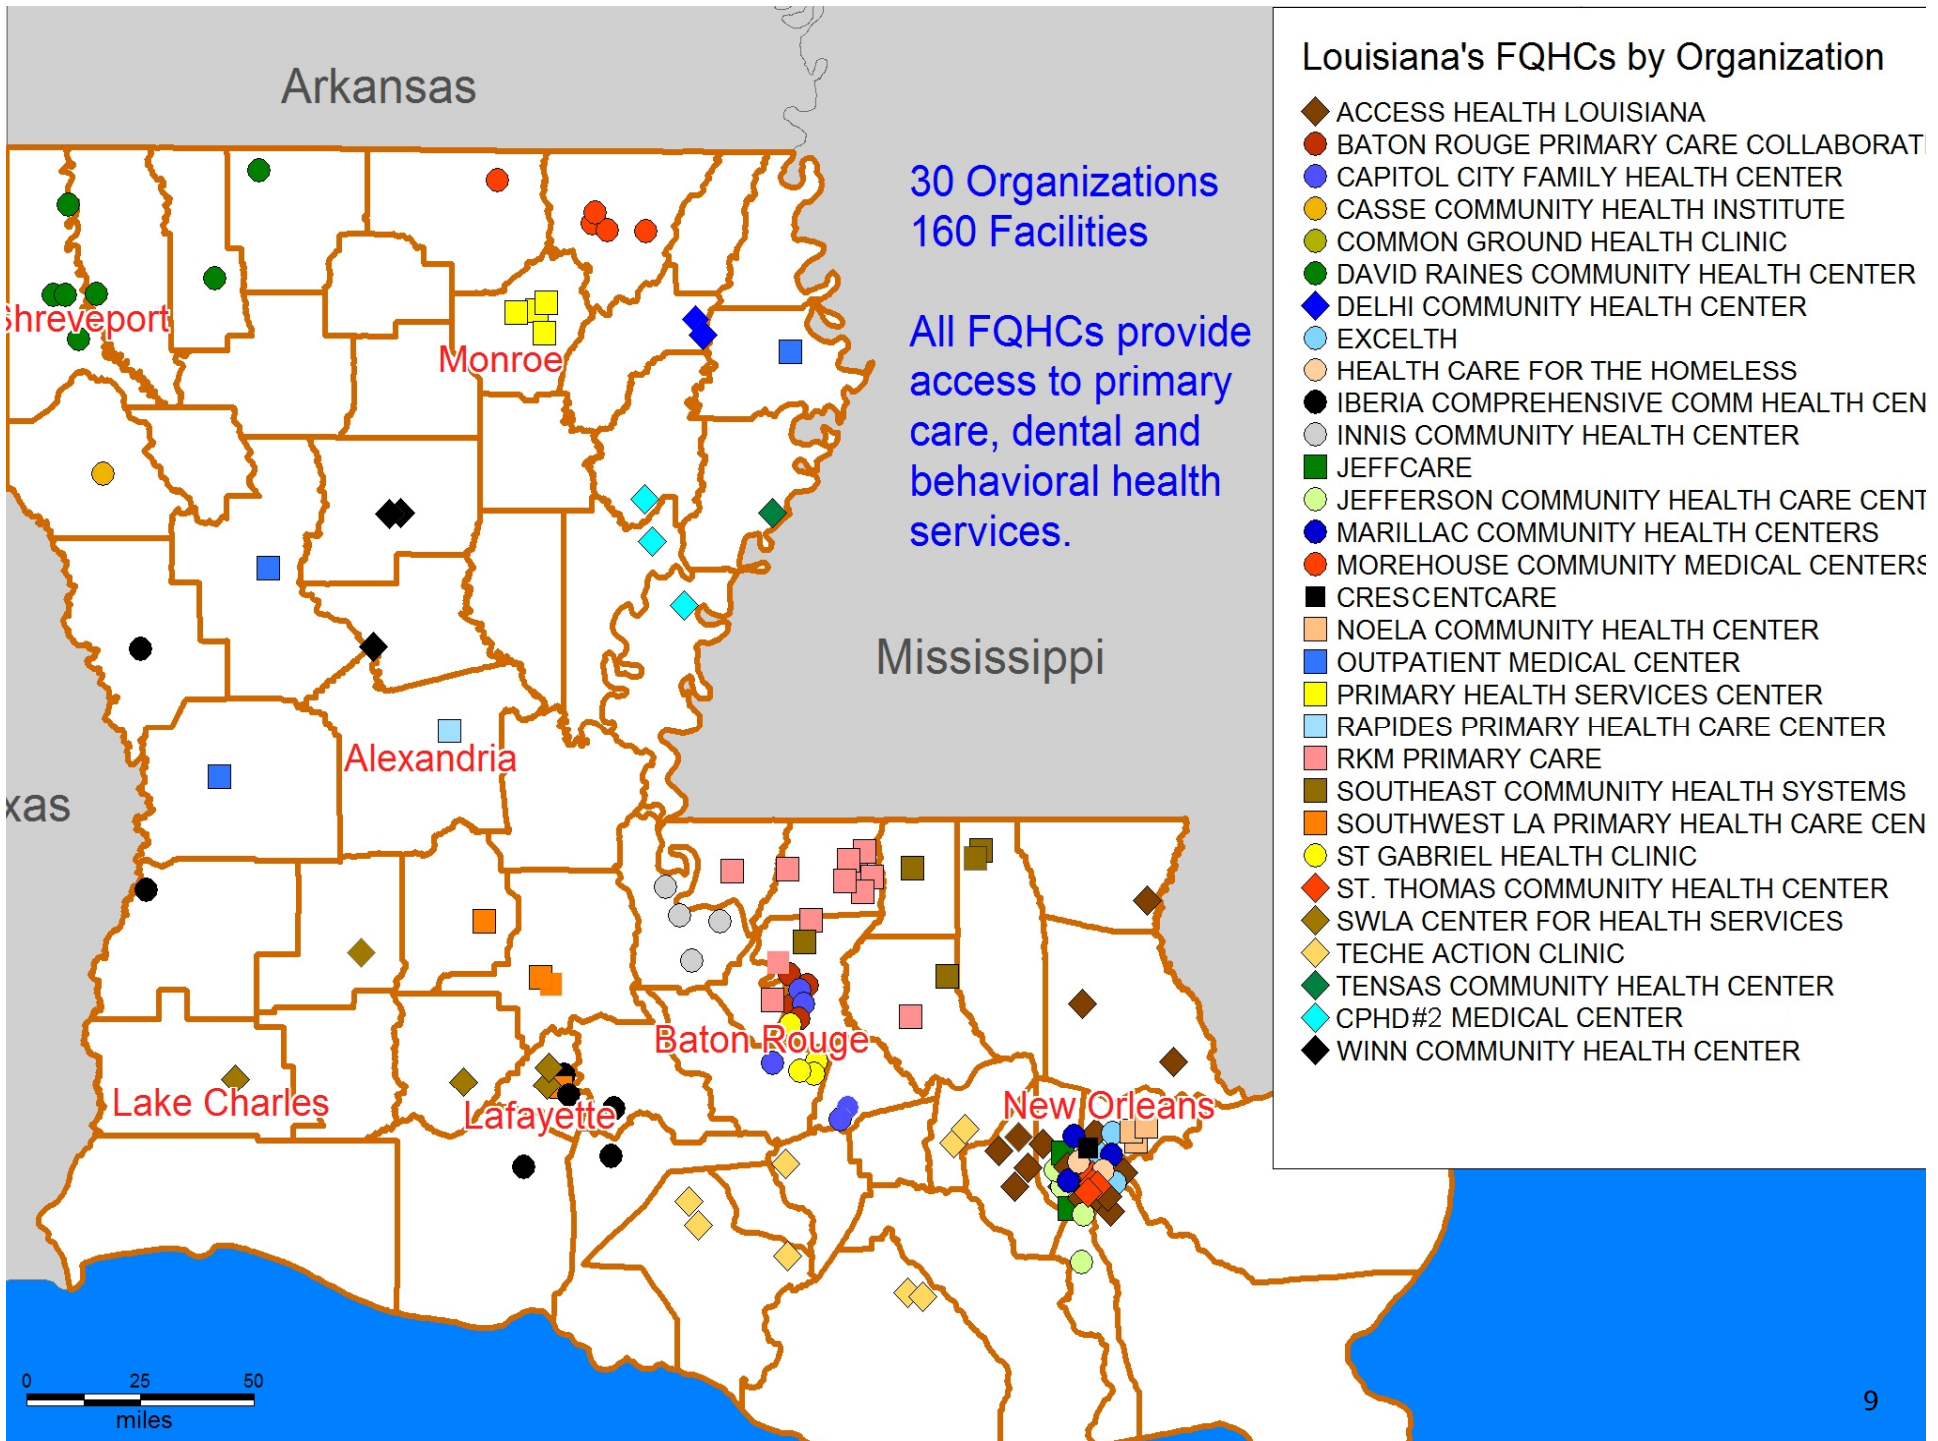 Arkansas
Louisiana's FQHCs by Organization
ACCESS HEALTH LOUISIANA
BATON ROUGE PRIMARY CARE COLLABORATI
CAPITOL CITY FAMILY HEALTH CENTER
CASSE COMMUNITY HEALTH INSTITUTE
COMMON GROUND HEALTH CLINIC
DAVID RAINES COMMUNITY HEALTH CENTER
DELHI COMMUNITY HEALTH CENTER
EXCELTH
HEALTH CARE FOR THE HOMELESS
IBERIA COMPREHENSIVE COMM HEALTH CEN
INNIS COMMUNITY HEALTH CENTER
JEFFCARE
JEFFERSON COMMUNITY HEALTH CARE CENT
MARILLAC COMMUNITY HEALTH CENTERS
MOREHOUSE COMMUNITY MEDICAL CENTERS
CRESCENTCARE
NOELA COMMUNITY HEALTH CENTER
OUTPATIENT MEDICAL CENTER
PRIMARY HEALTH SERVICES CENTER
RAPIDES PRIMARY HEALTH CARE CENTER
RKM PRIMARY CARE
SOUTHEAST COMMUNITY HEALTH SYSTEMS
SOUTHWEST LA PRIMARY HEALTH CARE CEN
ST GABRIEL HEALTH CLINIC
ST. THOMAS COMMUNITY HEALTH CENTER
SWLA CENTER FOR HEALTH SERVICES
TECHE ACTION CLINIC
TENSAS COMMUNITY HEALTH CENTER
CPHD#2 MEDICAL CENTER
WINN COMMUNITY HEALTH CENTER
30 Organizations
160 Facilities
All FQHCs provide
access to primary
care, dental and
behavioral health
services.
Shreveport
Monroe
Mississippi
Alexandria
xas
Baton Rouge
Lake Charles
Lafayette
New Orleans
0 25 50
miles
9